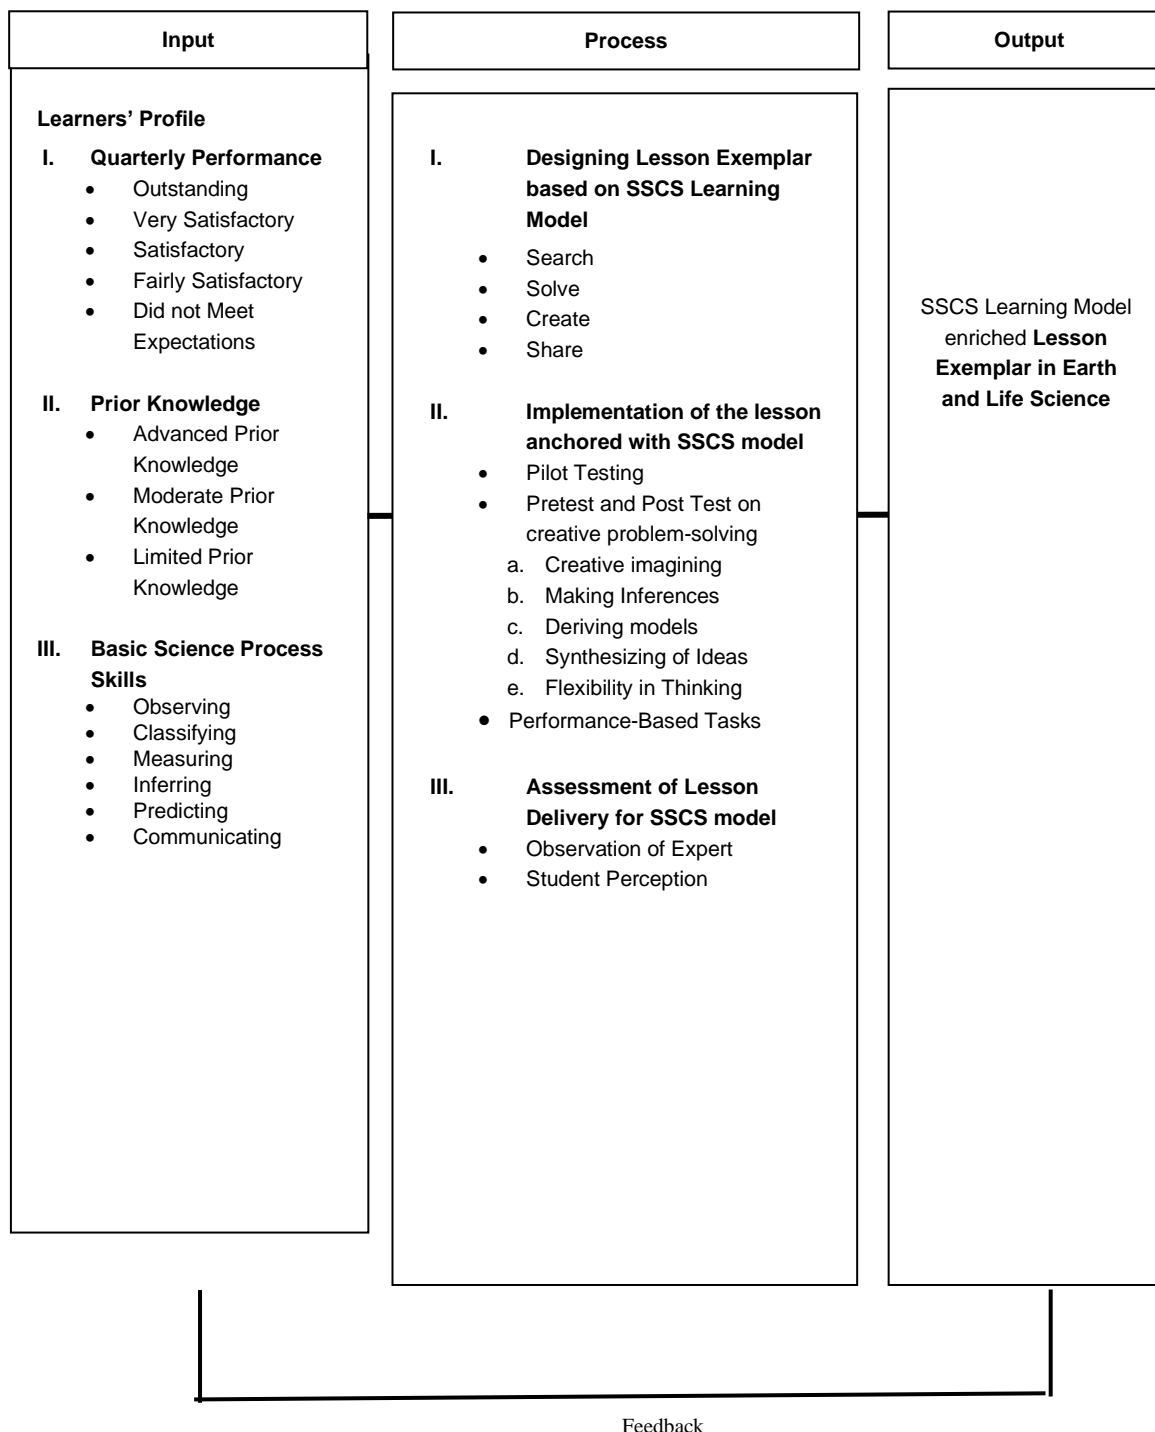 Input
Learners’ Profile
I. Quarterly Performance
• Outstanding
• Very Satisfactory
• Satisfactory
• Fairly Satisfactory
• Did not Meet
Expectations
II. Prior Knowledge
• Advanced Prior
Knowledge
• Moderate Prior
Knowledge
• Limited Prior
Knowledge
III. Basic Science Process
Skills
• Observing
• Classifying
• Measuring
• Inferring
• Predicting
• Communicating
Process
I. Designing Lesson Exemplar
based on SSCS Learning
Model
• Search
• Solve
• Create
• Share
II. Implementation of the lesson
anchored with SSCS model
• Pilot Testing
• Pretest and Post Test on
creative problem-solving
a. Creative imagining
b. Making Inferences
c. Deriving models
d. Synthesizing of Ideas
e. Flexibility in Thinking
• Performance-Based Tasks
III. Assessment of Lesson
Delivery for SSCS model
• Observation of Expert
• Student Perception
Output
SSCS Learning Model
enriched Lesson
Exemplar in Earth
and Life Science
Feedback